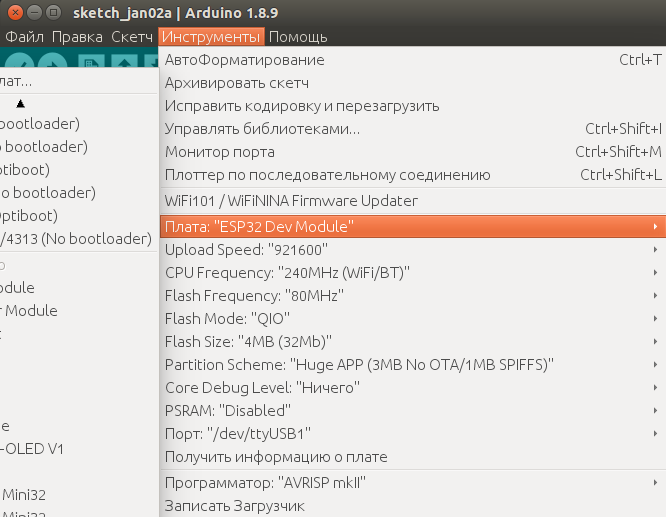 sketch_jan02a | Arduino 1.8.9
Файл Правка Скетч Инструменты Помощь
АвтоФорматирование Ctrl+T
Архивировать скетч
Исправить кодировку и перезагрузить
Управлять библиотеками... Ctrl+Shift+I
Монитор порта Ctrl+Shift+M
Плоттер по последовательному соединению Ctrl+Shift+L
WiFi101 / WiFiNINA Firmware Updater
Плата: "ESP32 Dev Module"
Upload Speed: "921600"
CPU Frequency: "240MHz (WiFi/BT)"
Flash Frequency: "80MHz"
Flash Mode: "QIO"
Flash Size: "4MB (32Mb)"
Partition Scheme: "Huge APP (3MB No OTA/1MB SPIFFS)"
Core Debug Level: "Ничего"
PSRAM: "Disabled"
Порт: "/dev/ttyUSB1"
Получить информацию о плате
Программатор: "AVRISP mkII"
Записать Загрузчик
лат...
bootloader)
o bootloader)
tiboot)
o bootloader)
ptiboot)
/4313 (No bootloader)
odule
r Module
e
-OLED V1
Mini32
Mini32